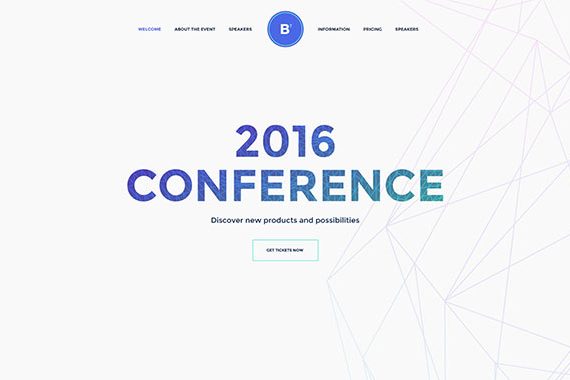 WELCOME ABOUT THE EVENT SPEAKERS B INFORMATION PRICING SPEAKERS
2016
CONFERENCE
Discover new products and possibilities
GET TICKETS NOW